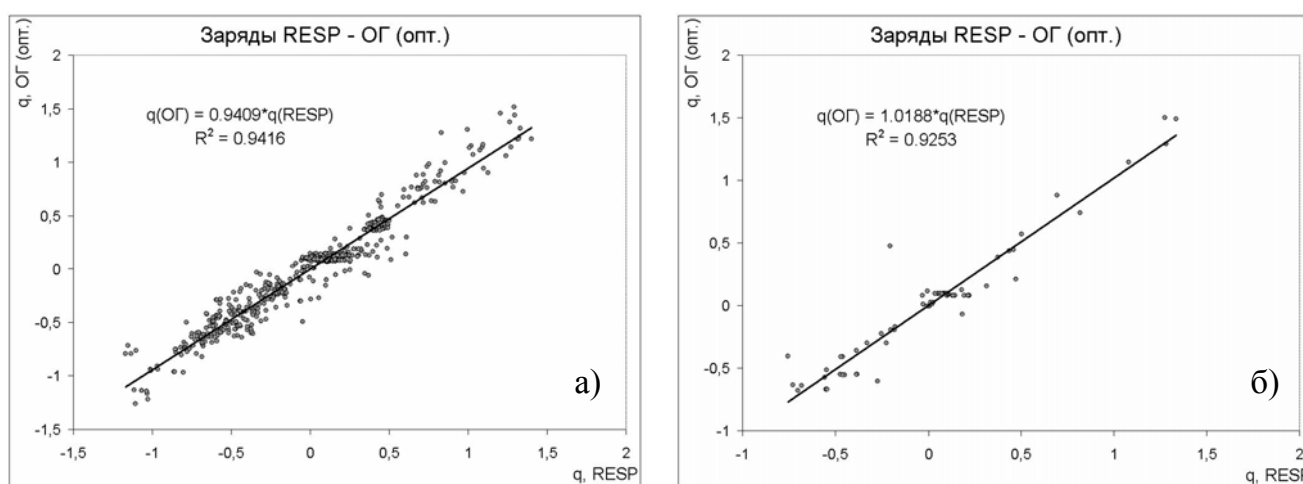 Заряды RESP - ОГ (опт.)
q, ОГ (опт.)
2
1,5
1
0,5
0
-0,5
-1
-1,5
q(ОГ) = 0.9409*q(RESP)
R² = 0.9416
а)
-1,5
-1
-0,5
0
0,5
1
1,5
2
q, RESP
Заряды RESP - ОГ (опт.)
q, ОГ (опт.)
2
1,5
1
0,5
0
-0,5
-1
q(ОГ) = 1.0188*q(RESP)
R² = 0.9253
б)
-1
-0,5
0
0,5
1
1,5
2
q, RESP